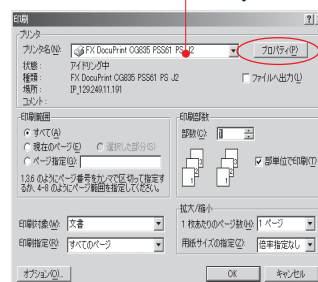 印刷
プリンタ
プリンタ名(N): FX DocuPrint CG835 PSS61 PS J2 プロパティ(P)
状態: アイドリング中
種類: FX DocuPrint CG835 PSS61 PS J2 ファイルへ出力(L)
場所: IP_129.249.11.191
コメント:
印刷範囲
すべて(A)
現在のページ(E) 選択した部分(S)
ページ指定(G):
1,3,6 のようにページ番号をカンマで区切って指定するか、4-8 のようにページ範囲を指定してください。
印刷部数
部数(C): 1
部単位で印刷(T)
印刷対象(W): 文書
印刷指定(R): すべてのページ
拡大/縮小
1 枚あたりのページ数(H): 1 ページ
用紙サイズの指定(Z): 倍率指定なし
オプション(O)... OK キャンセル